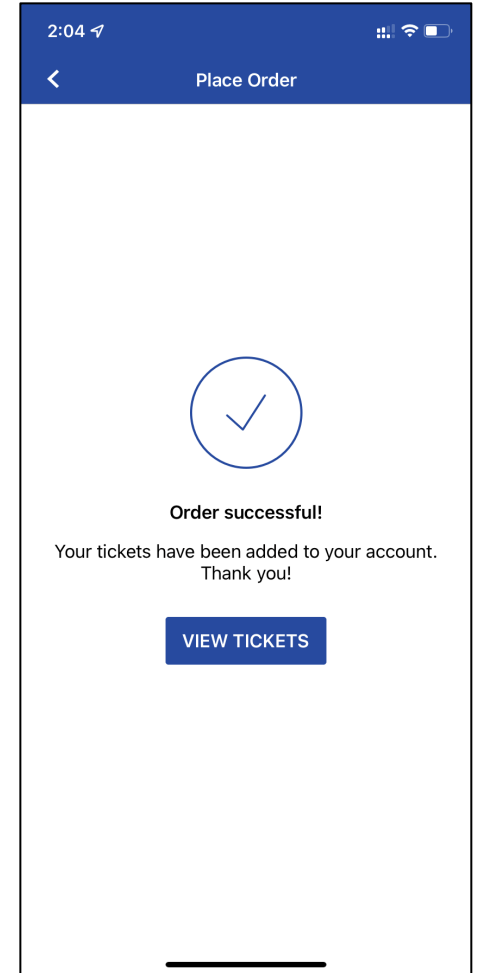 2:04
Place Order
Order successful!
Your tickets have been added to your account.
Thank you!
VIEW TICKETS